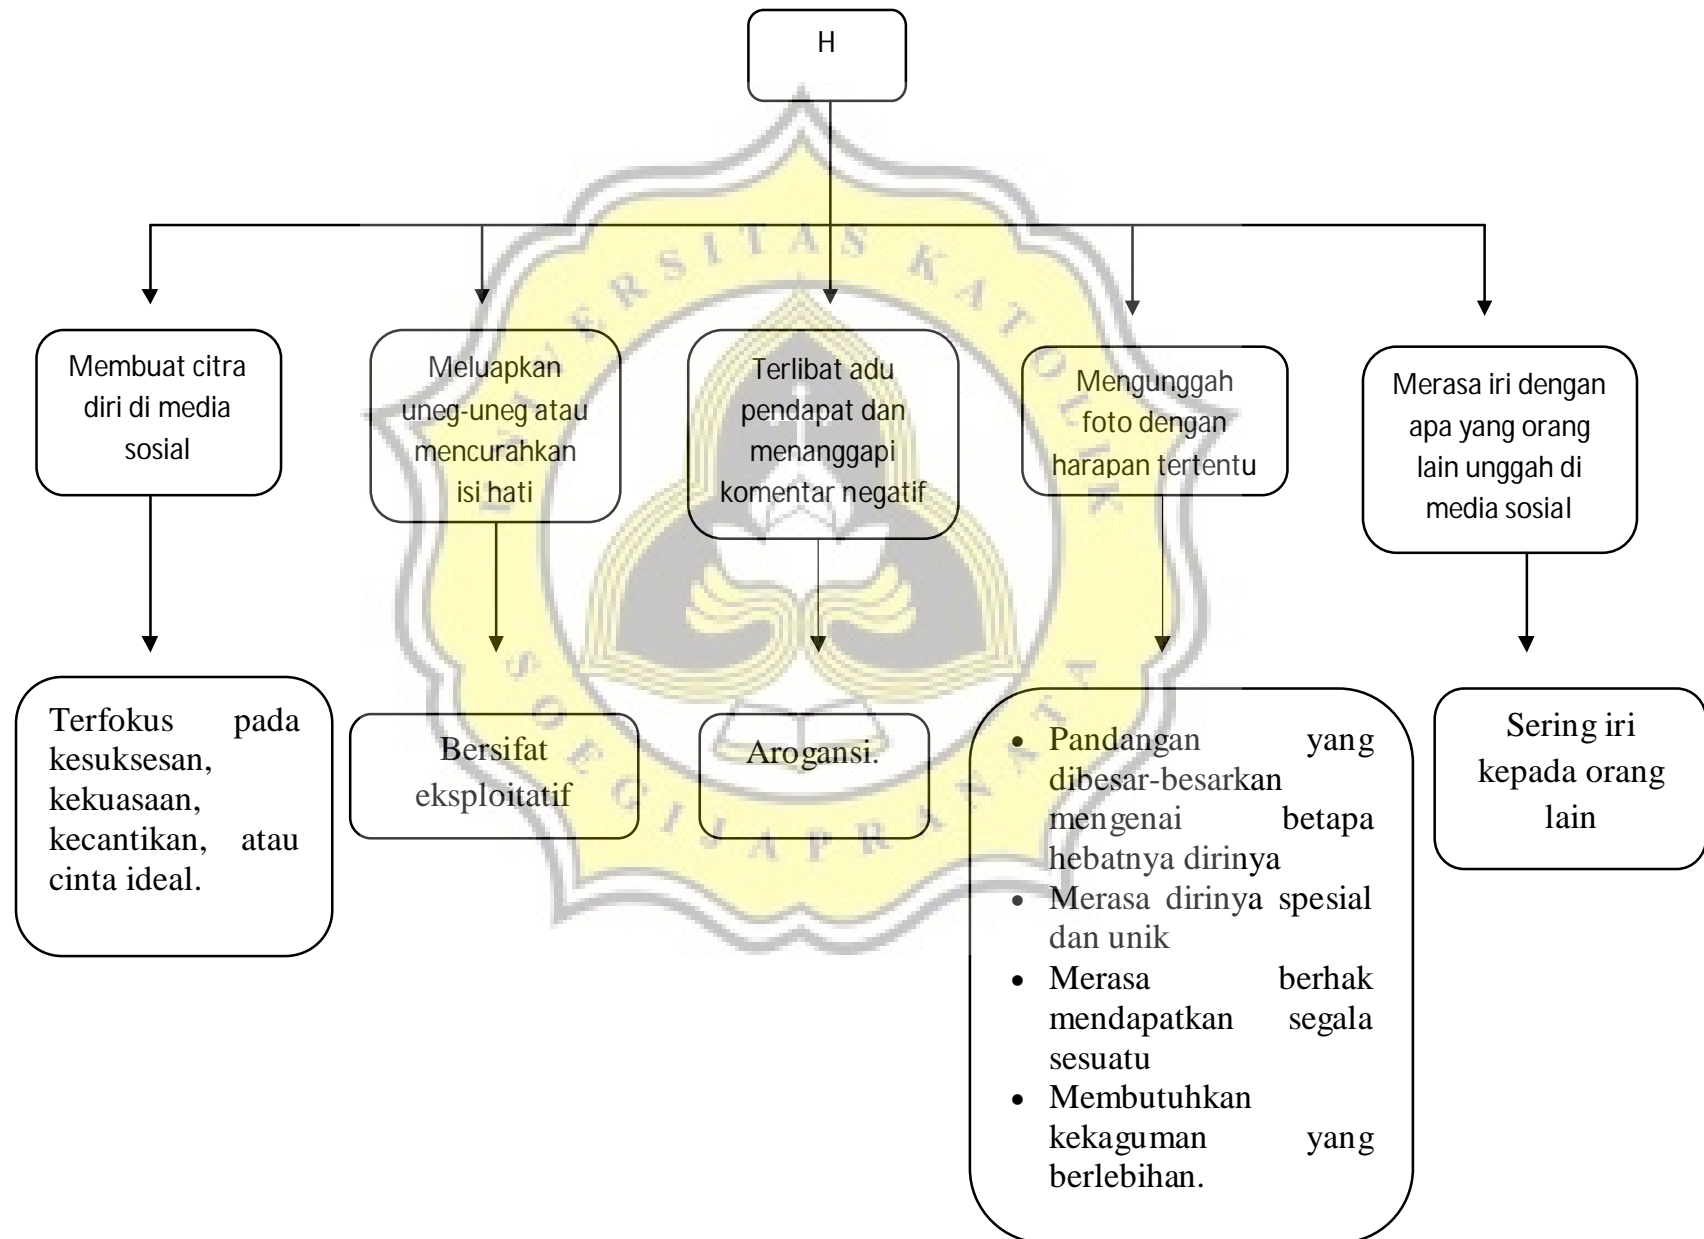 H
Membuat citra
diri di media
sosial
Meluapkan
uneg-uneg atau
mencurahkan
isi hati
Terlibat adu
pendapat dan
menanggapi
komentar negatif
Mengunggah
foto dengan
harapan tertentu
Merasa iri dengan
apa yang orang
lain unggah di
media sosial
Terfokus pada
kesuksesan,
kekuasaan,
kecantikan, atau
cinta ideal.
Bersifat
eksploitatif
Arogansi.
• Pandangan yang
dibesar-besarkan
mengenai betapa
hebatnya dirinya
• Merasa dirinya spesial
dan unik
• Merasa berhak
mendapatkan segala
sesuatu
• Membutuhkan
kekaguman yang
berlebihan.
Sering iri
kepada orang
lain
UNIVERSITAS KATOLIK
SOEGIJAPRANATA